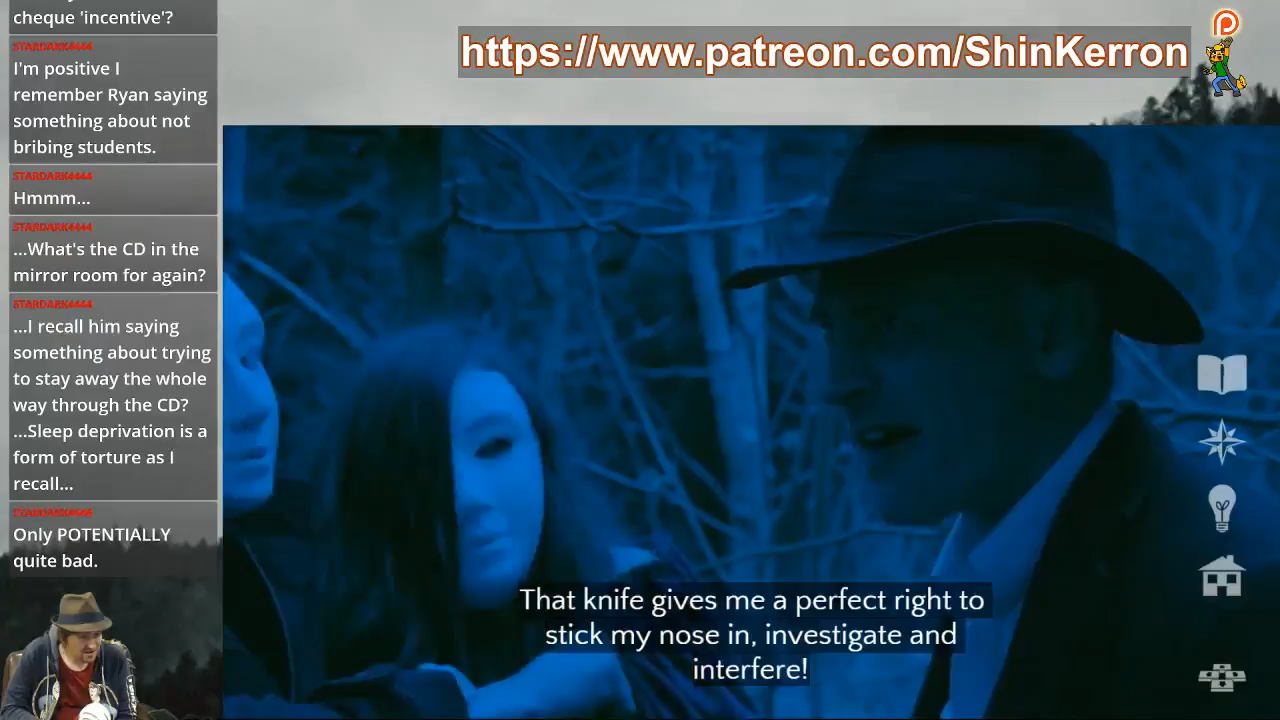 cheque 'incentive'?
STARDARK4444
I'm positive I
remember Ryan saying
something about not
bribing students.
STARDARK4444
Hmmm...
STARDARK4444
...What's the CD in the
mirror room for again?
STARDARK4444
...I recall him saying
something about trying
to stay away the whole
way through the CD?
...Sleep deprivation is a
form of torture as I
recall...
STARDARK4444
Only POTENTIALLY
quite bad.
https://www.patreon.com/ShinKerron
That knife gives me a perfect right to
stick my nose in, investigate and
interfere!